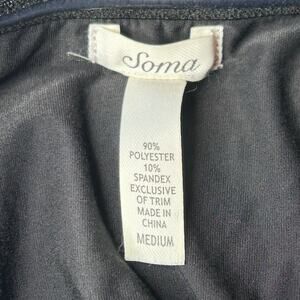 Soma
90%
POLYESTER
10%
SPANDEX
EXCLUSIVE
OF TRIM
MADE IN
CHINA
MEDIUM